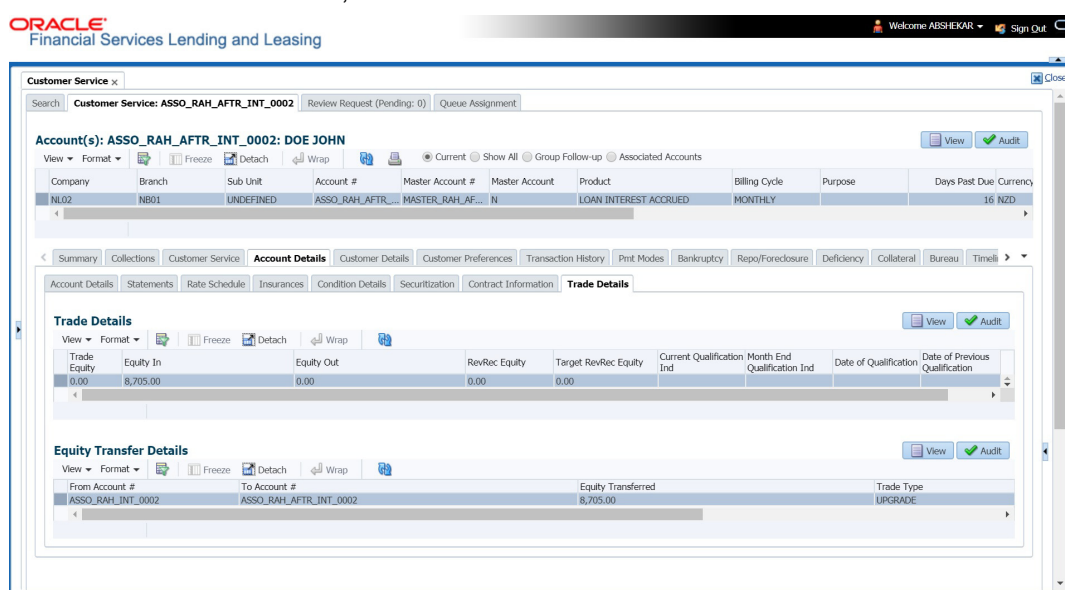 ORACLE
Financial Services Lending and Leasing
Welcome ABSHEKAR Sign Out
Customer Service x Close
Search Customer Service: ASSO_RAH_AFTR_INT_0002 Review Request (Pending: 0) Queue Assignment
Account(s): ASSO_RAH_AFTR_INT_0002: DOE JOHN View Audit
View Format Freeze Detach Wrap Current Show All Group Follow-up Associated Accounts
Company Branch Sub Unit Account # Master Account # Master Account Product Billing Cycle Purpose Days Past Due Currency
NL02 NB01 UNDEFINED ASSO_RAH_AFTR_... MASTER_RAH_AF... N LOAN INTEREST ACCRUED MONTHLY 16 NZD
Summary Collections Customer Service Account Details Customer Details Customer Preferences Transaction History Pmt Modes Bankruptcy Repo/Foreclosure Deficiency Collateral Bureau Timeli
Account Details Statements Rate Schedule Insurances Condition Details Securitization Contract Information Trade Details
Trade Details View Audit
View Format Freeze Detach Wrap
Trade Equity Equity In Equity Out RevRec Equity Target RevRec Equity Current Qualification Ind Month End Qualification Ind Date of Qualification Date of Previous Qualification
0.00 8,705.00 0.00 0.00 0.00
Equity Transfer Details View Audit
View Format Freeze Detach Wrap
From Account # To Account # Equity Transferred Trade Type
ASSO_RAH_INT_0002 ASSO_RAH_AFTR_INT_0002 8,705.00 UPGRADE